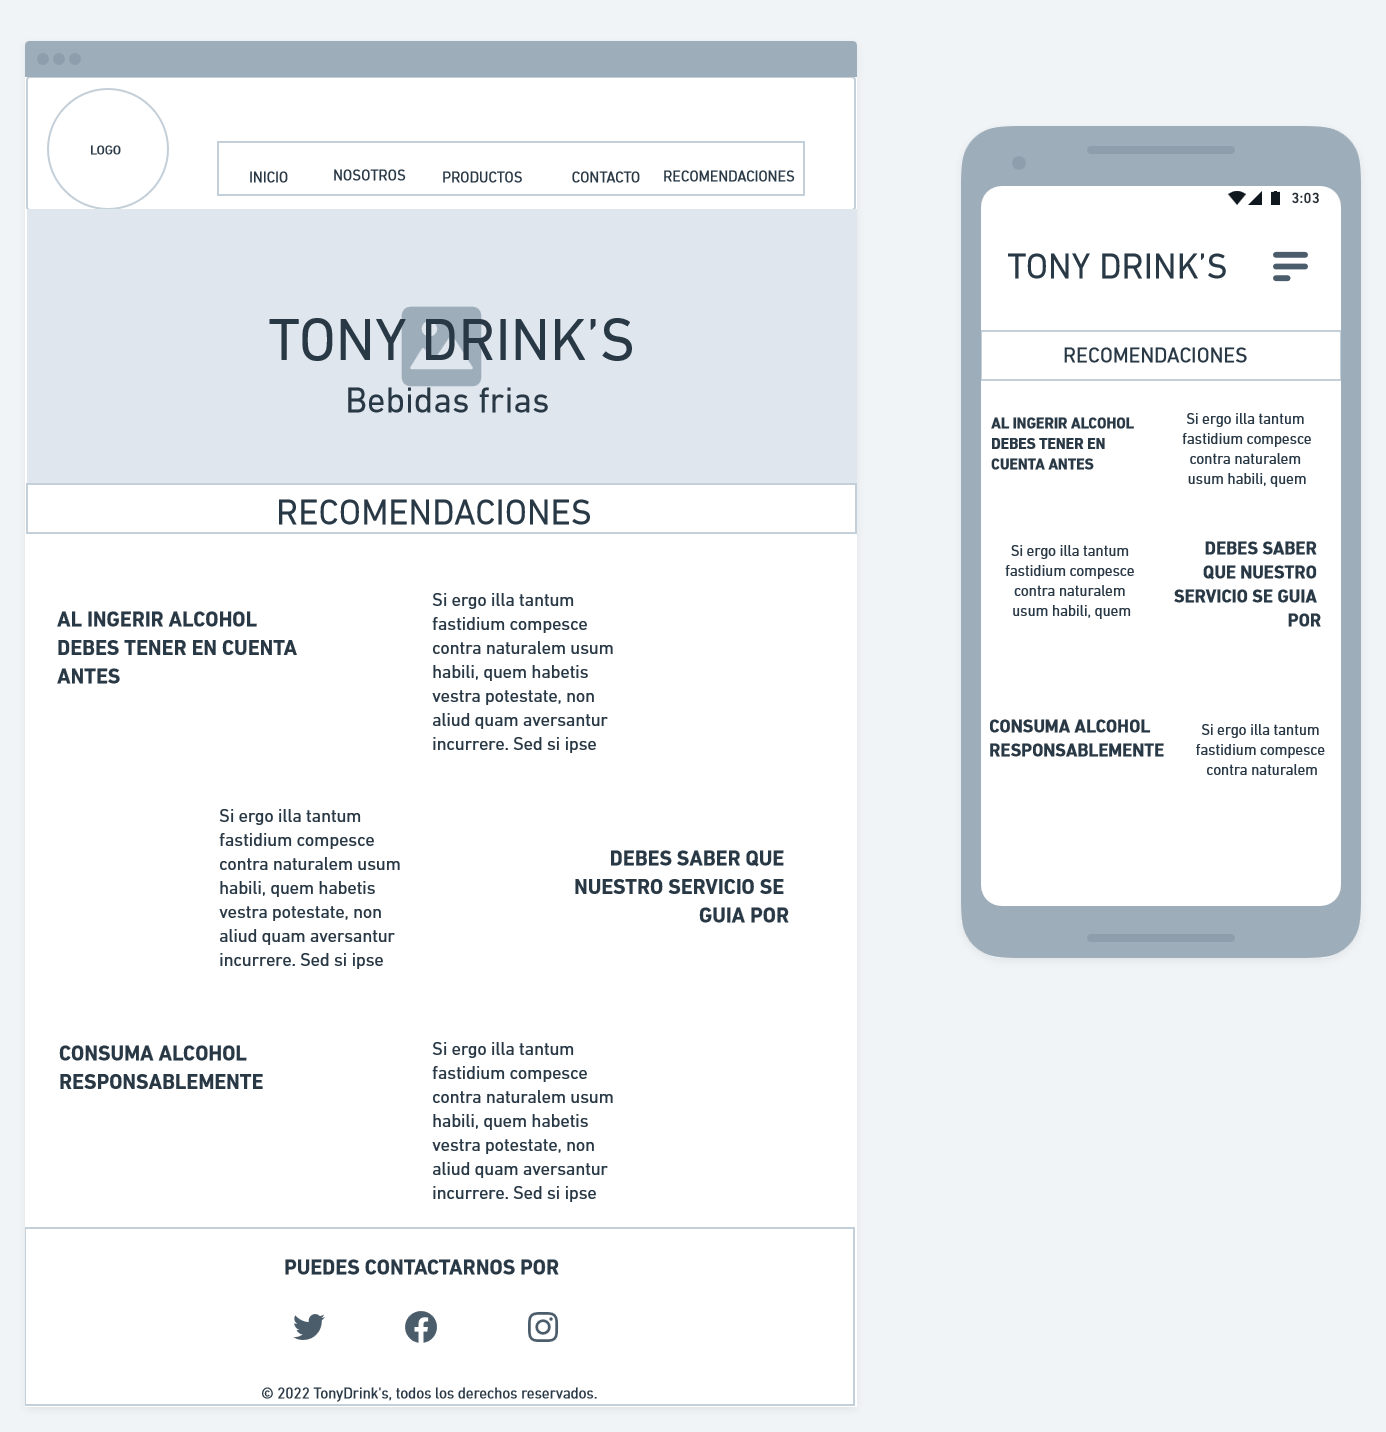 LOGO
INICIO NOSOTROS PRODUCTOS CONTACTO RECOMENDACIONES
TONY DRINK’S
Bebidas frias
RECOMENDACIONES
AL INGERIR ALCOHOL
DEBES TENER EN CUENTA
ANTES
Si ergo illa tantum
fastidium compesce
contra naturalem usum
habili, quem habetis
vestra potestate, non
aliud quam aversantur
incurrere. Sed si ipse
Si ergo illa tantum
fastidium compesce
contra naturalem usum
habili, quem habetis
vestra potestate, non
aliud quam aversantur
incurrere. Sed si ipse
DEBES SABER QUE
NUESTRO SERVICIO SE
GUIA POR
CONSUMA ALCOHOL
RESPONSABLEMENTE
Si ergo illa tantum
fastidium compesce
contra naturalem usum
habili, quem habetis
vestra potestate, non
aliud quam aversantur
incurrere. Sed si ipse
PUEDES CONTACTARNOS POR
© 2022 TonyDrink's, todos los derechos reservados.
3:03
TONY DRINK’S
RECOMENDACIONES
AL INGERIR ALCOHOL
DEBES TENER EN
CUENTA ANTES
Si ergo illa tantum
fastidium compesce
contra naturalem
usum habili, quem
Si ergo illa tantum
fastidium compesce
contra naturalem
usum habili, quem
DEBES SABER
QUE NUESTRO
SERVICIO SE GUIA
POR
CONSUMA ALCOHOL
RESPONSABLEMENTE
Si ergo illa tantum
fastidium compesce
contra naturalem